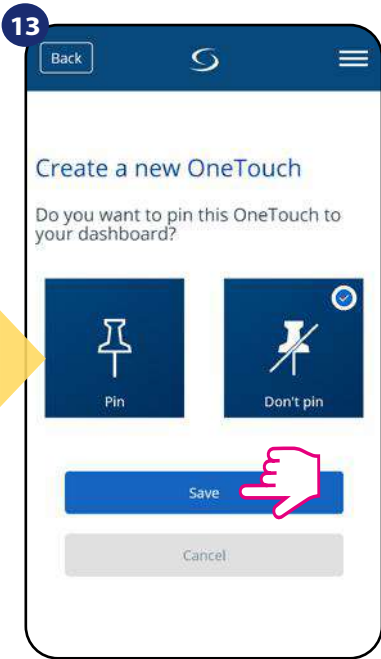 13
Back
Create a new OneTouch
Do you want to pin this OneTouch to
your dashboard?
Pin
Don't pin
Save
Cancel